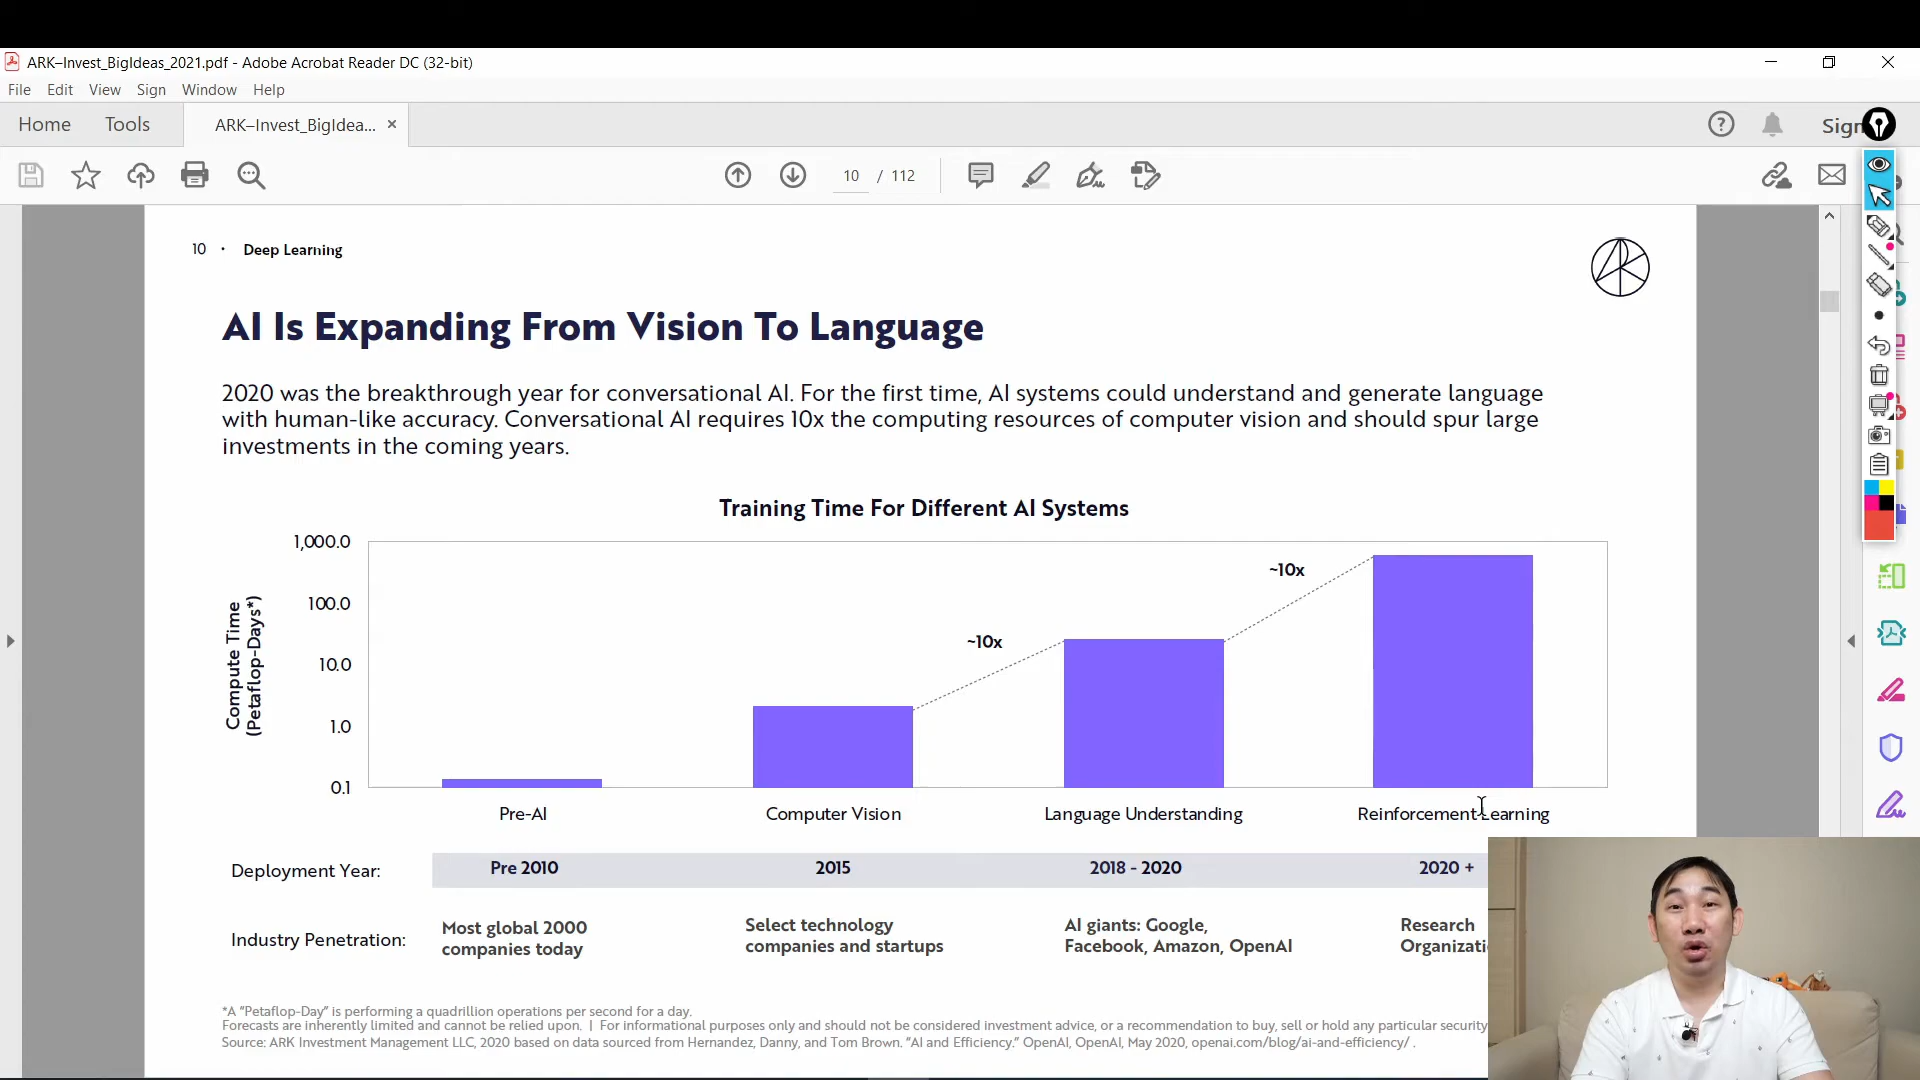 ARK–Invest_BigIdeas_2021.pdf - Adobe Acrobat Reader DC (32-bit)
File Edit View Sign Window Help
Home Tools ARK–Invest_BigIdea... ×
Sign
10 / 112
10 · Deep Learning
AI Is Expanding From Vision To Language
2020 was the breakthrough year for conversational AI. For the first time, AI systems could understand and generate language
with human-like accuracy. Conversational AI requires 10x the computing resources of computer vision and should spur large
investments in the coming years.
Training Time For Different AI Systems
Compute Time
(Petaflop-Days*)
1,000.0
100.0
10.0
1.0
0.1
~10x
~10x
Pre-AI Computer Vision Language Understanding Reinforcement Learning
Deployment Year: Pre 2010 2015 2018 - 2020 2020 +
Industry Penetration:
Most global 2000
companies today
Select technology
companies and startups
AI giants: Google,
Facebook, Amazon, OpenAI
Research
*A “Petaflop-Day” is performing a quadrillion operations per second for a day.
Forecasts are inherently limited and cannot be relied upon. | For informational purposes only and should not be considered investment advice, or a recommendation to buy, sell or hold any particular security
Source: ARK Investment Management LLC, 2020 based on data sourced from Hernandez, Danny, and Tom Brown. “AI and Efficiency.” OpenAI, OpenAI, May 2020, openai.com/blog/ai-and-efficiency/ .